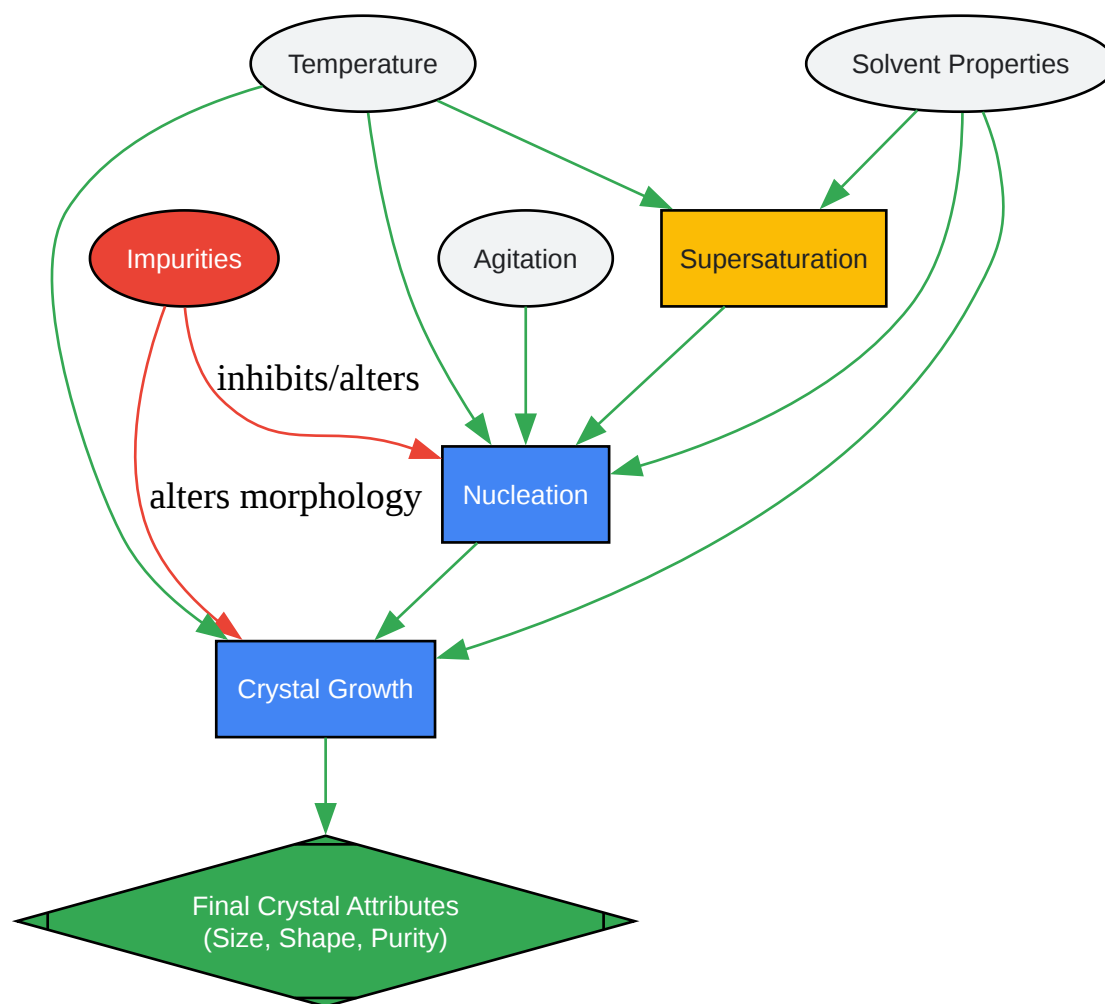 Temperature
Solvent Properties
Impurities
Agitation
Supersaturation
inhibits/alters
alters morphology
Nucleation
Crystal Growth
Final Crystal Attributes
(Size, Shape, Purity)